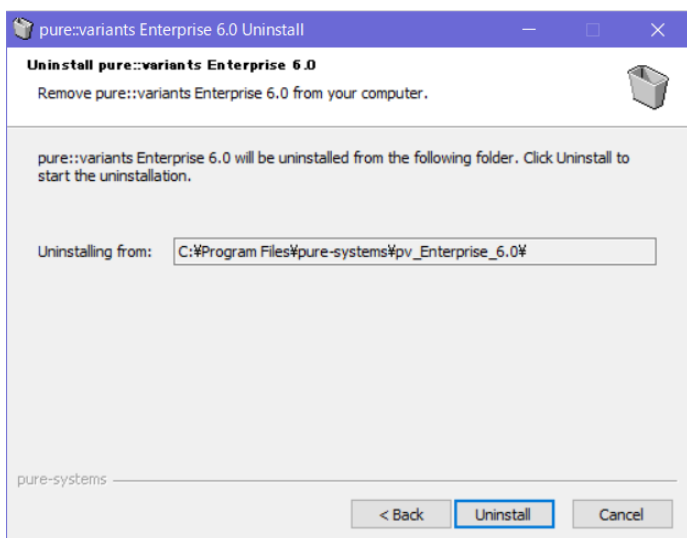 pure::variants Enterprise 6.0 Uninstall
Uninstall pure::variants Enterprise 6.0
Remove pure::variants Enterprise 6.0 from your computer.
pure::variants Enterprise 6.0 will be uninstalled from the following folder. Click Uninstall to
start the uninstallation.
Uninstalling from: C:¥Program Files¥pure-systems¥pv_Enterprise_6.0¥
pure-systems
< Back Uninstall Cancel